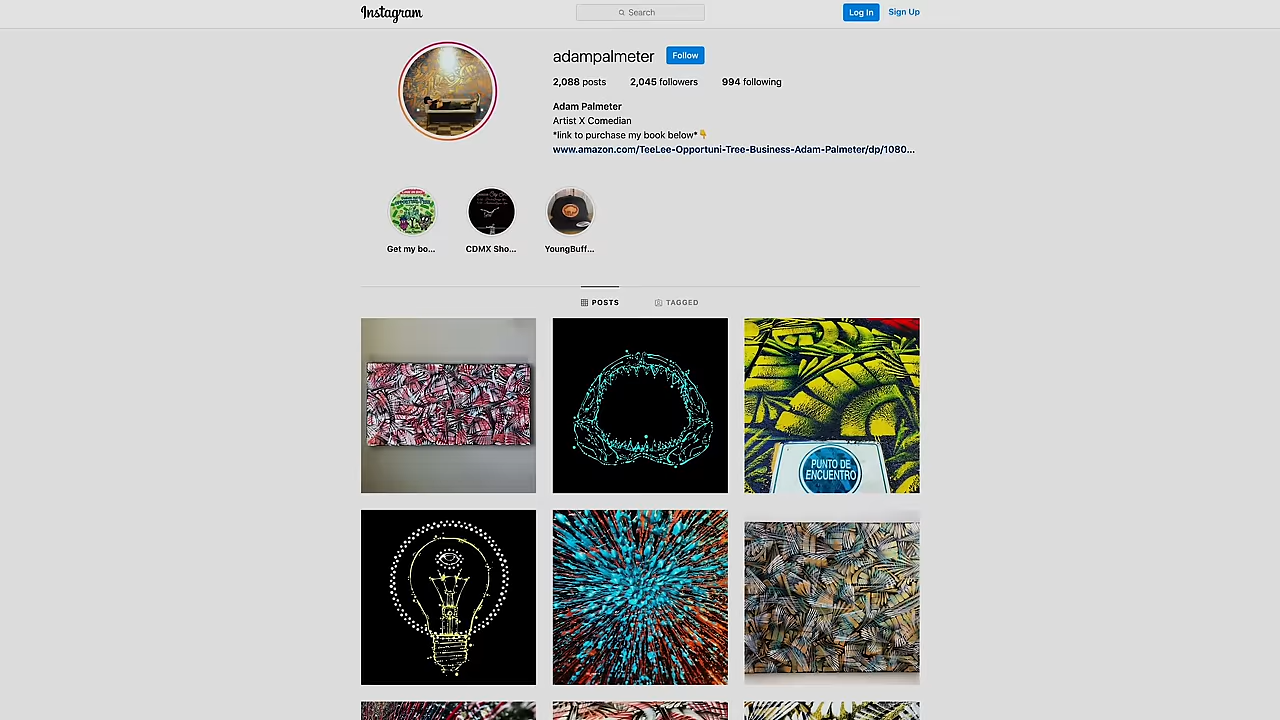 Instagram
Search
Log In
Sign Up
adampalmeter
Follow
2,088 posts
2,045 followers
994 following
Adam Palmeter
Artist X Comedian
*link to purchase my book below*👇
www.amazon.com/TeeLee-Opportuni-Tree-Business-Adam-Palmeter/dp/1080...
Get my bo...
CDMX Sho...
YoungBuff...
POSTS
TAGGED
PUNTO DE
ENCUENTRO